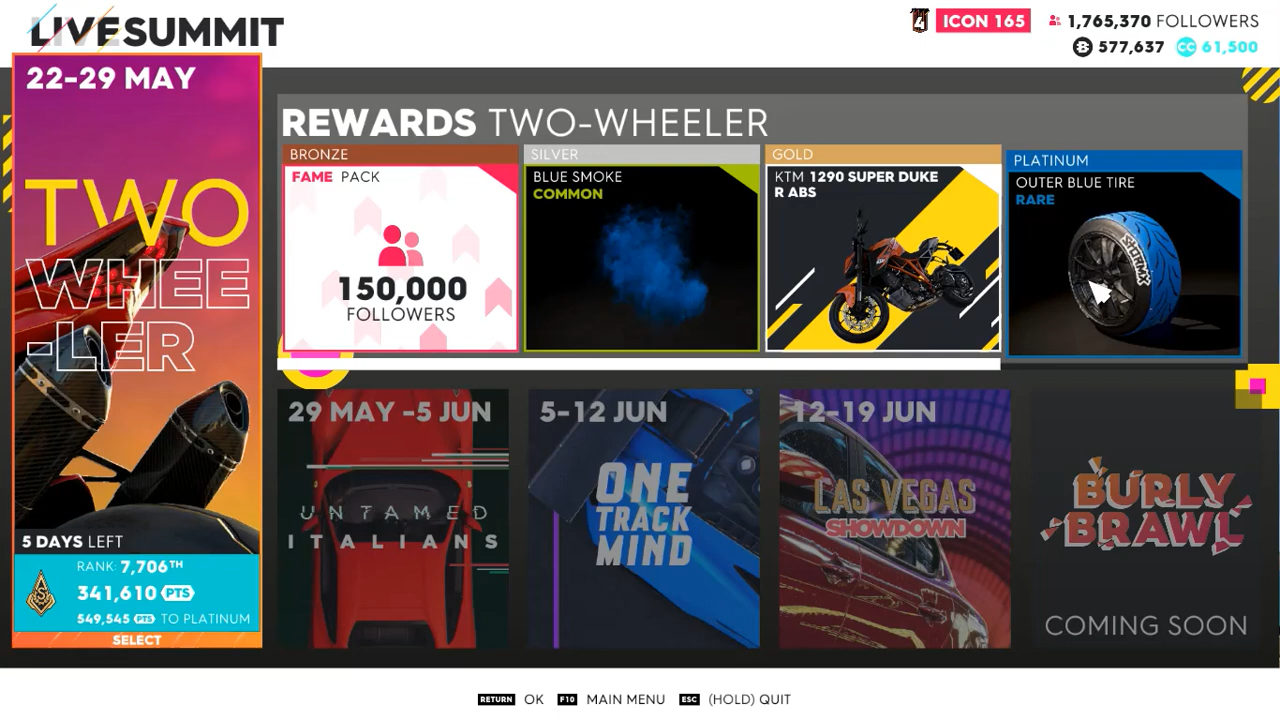 LIVESUMMIT
4
ICON 165
1,765,370 FOLLOWERS
577,637
CC 61,500
22-29 MAY
TWO
WHEE
-LER
5 DAYS LEFT
RANK: 7,706TH
341,610 PTS
549,545 PTS TO PLATINUM
SELECT
REWARDS TWO-WHEELER
BRONZE
FAME PACK
150,000
FOLLOWERS
SILVER
BLUE SMOKE
COMMON
GOLD
KTM 1290 SUPER DUKE
R ABS
PLATINUM
OUTER BLUE TIRE
RARE
29 MAY -5 JUN
UNTAMED
ITALIANS
5-12 JUN
ONE
TRACK
MIND
12-19 JUN
LAS VEGAS
SHOWDOWN
BURLY
BRAWL
COMING SOON
RETURN OK F10 MAIN MENU ESC (HOLD) QUIT